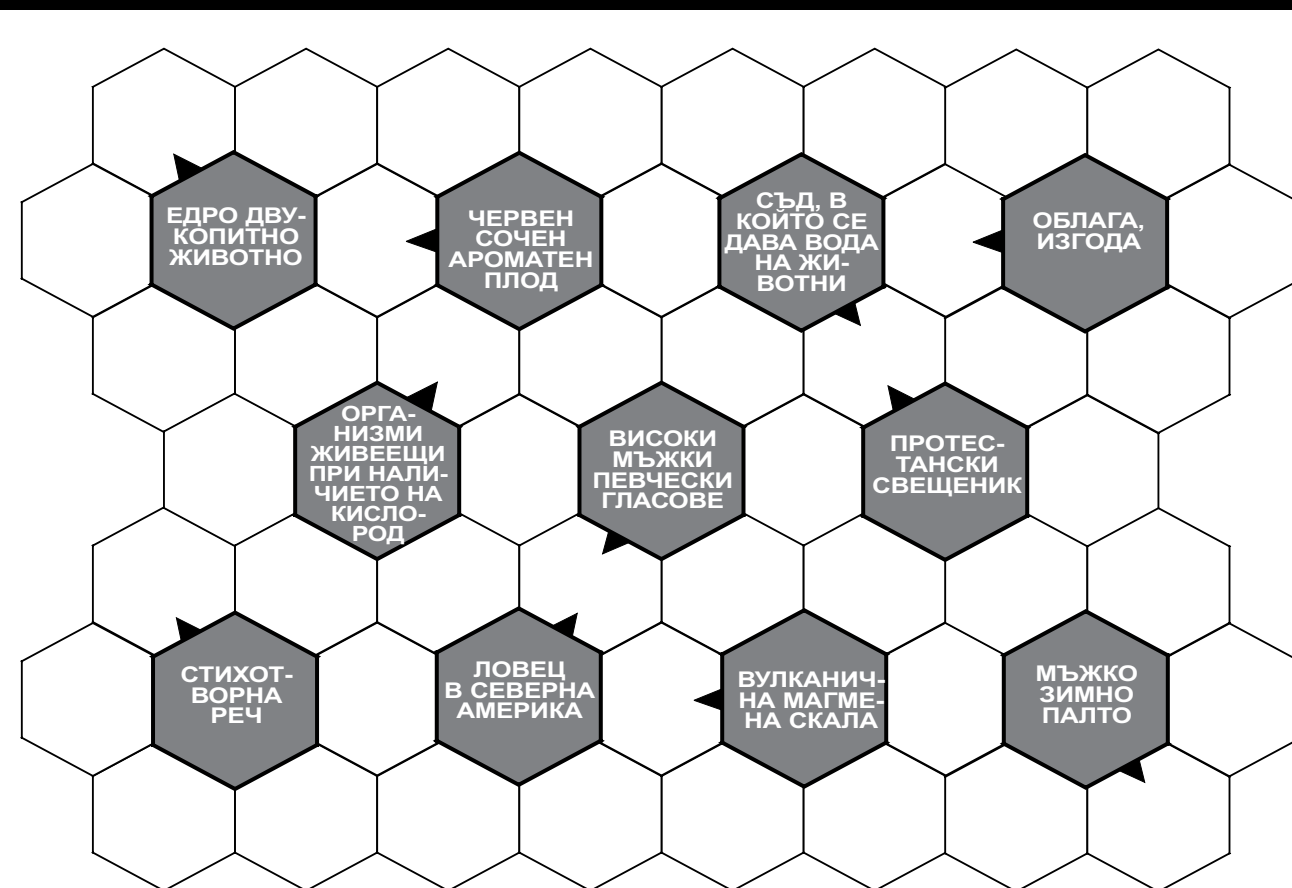 ЕДРО ДВУ-
КОПИТНО
ЖИВОТНО
ЧЕРВЕН
СОЧЕН
АРОМАТЕН
ПЛОД
СЪД, В
КОЙТО СЕ
ДАВА ВОДА
НА ЖИ-
ВОТНИ
ОБЛАГА,
ИЗГОДА
ОРГА-
НИЗМИ
ЖИВЕЕЩИ
ПРИ НАЛИ-
ЧИЕТО НА
КИСЛО-
РОД
ВИСОКИ
МЪЖКИ
ПЕВЧЕСКИ
ГЛАСОВЕ
ПРОТЕС-
ТАНСКИ
СВЕЩЕНИК
СТИХОТ-
ВОРНА
РЕЧ
ЛОВЕЦ
В СЕВЕРНА
АМЕРИКА
ВУЛКАНИЧ-
НА МАГМЕ-
НА СКАЛА
МЪЖКО
ЗИМНО
ПАЛТО